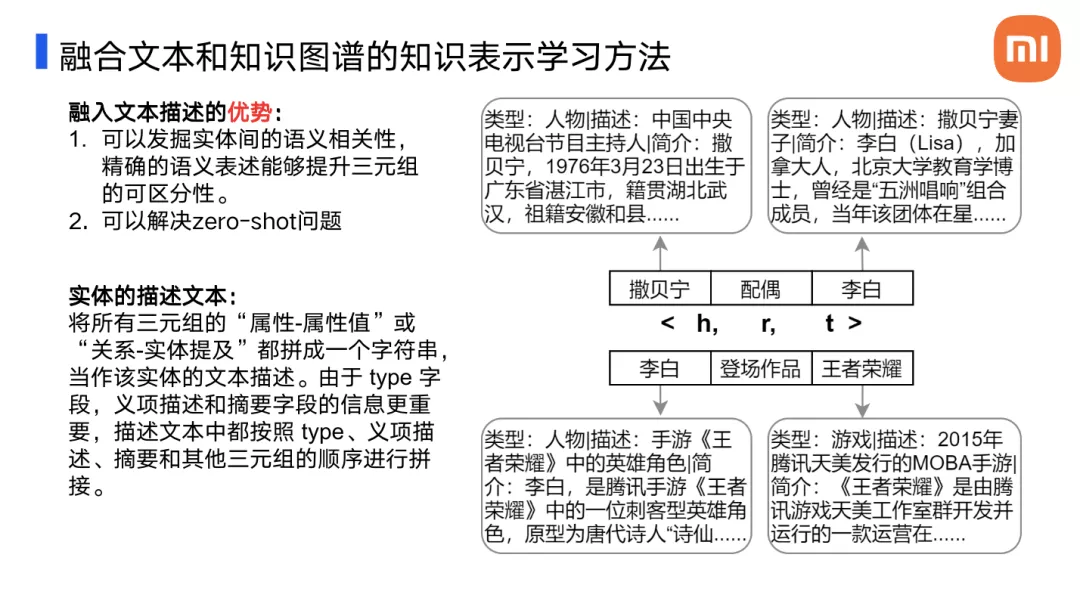 融合文本和知识图谱的知识表示学习方法
mi
融入文本描述的优势：
1. 可以发掘实体间的语义相关性，
精确的语义表述能够提升三元组
的可区分性。
2. 可以解决zero-shot问题
实体的描述文本：
将所有三元组的“属性-属性值”或
“关系-实体提及”都拼成一个字符串，
当作该实体的文本描述。由于 type 字
段，义项描述和摘要字段的信息更重
要，描述文本中都按照 type、义项描
述、摘要和其他三元组的顺序进行拼
接。
类型：人物|描述：中国中央
电视台节目主持人|简介：撒
贝宁，1976年3月23日出生于
广东省湛江市，籍贯湖北武
汉，祖籍安徽和县......
类型：人物|描述：撒贝宁妻
子|简介：李白（Lisa），加
拿大人，北京大学教育学博
士，曾经是“五洲唱响”组合
成员，当年该团体在星......
撒贝宁 配偶 李白
< h, r, t >
李白 登场作品 王者荣耀
类型：人物|描述：手游《王
者荣耀》中的英雄角色|简
介：李白，是腾讯手游《王者
荣耀》中的一位刺客型英雄角
色，原型为唐代诗人“诗仙......
类型：游戏|描述：2015年
腾讯天美发行的MOBA手游|
简介：《王者荣耀》是由腾
讯游戏天美工作室群开发并
运行的一款运营在......